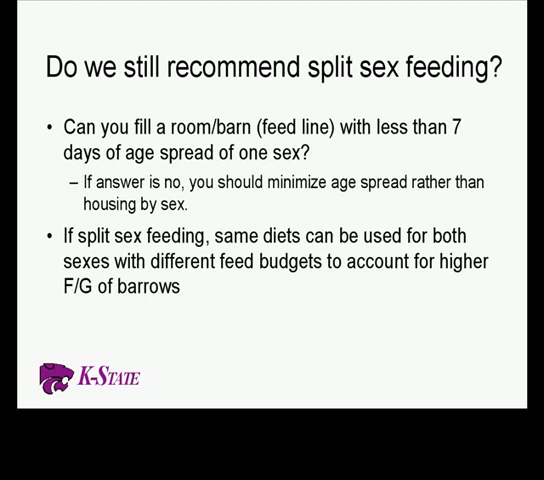 Do we still recommend split sex feeding?
• Can you fill a room/barn (feed line) with less than 7
days of age spread of one sex?
– If answer is no, you should minimize age spread rather than
housing by sex.
• If split sex feeding, same diets can be used for both
sexes with different feed budgets to account for higher
F/G of barrows
K-STATE